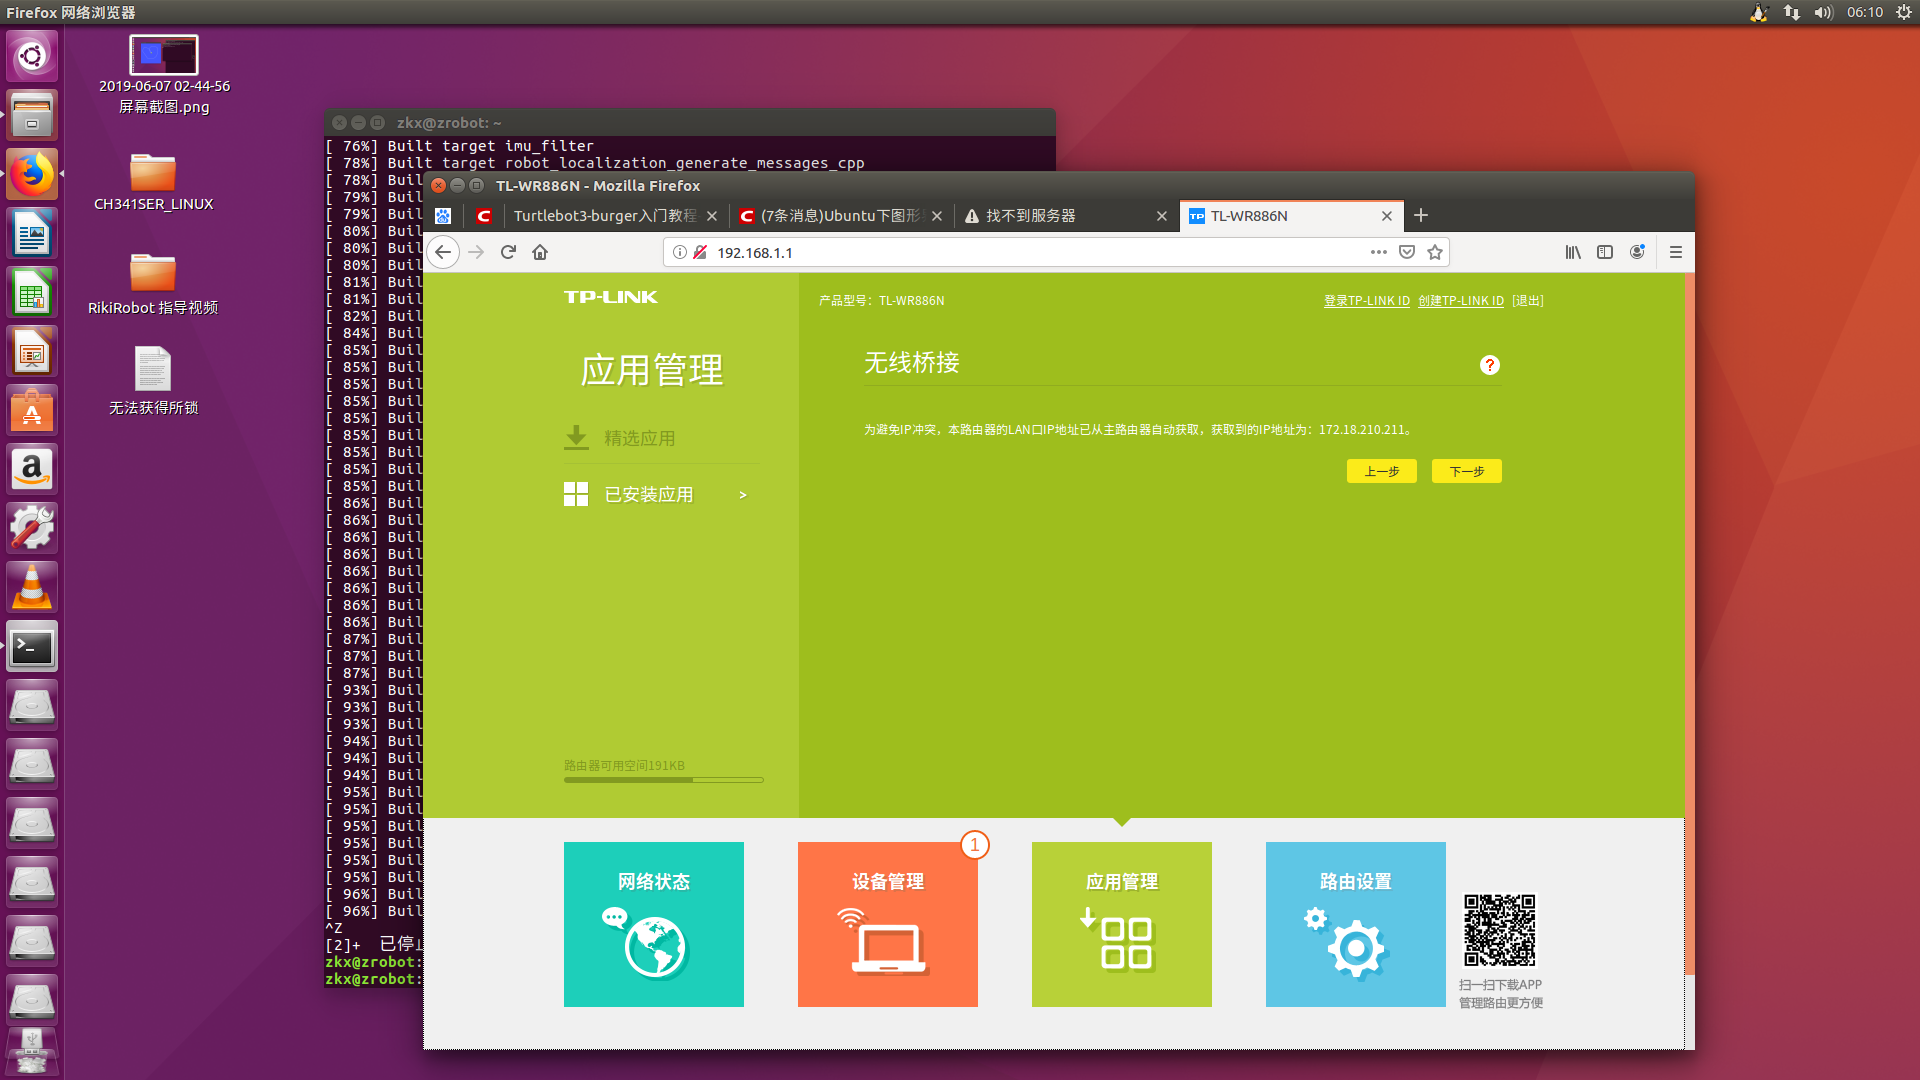 Firefox 网络浏览器
06:10
2019-06-07 02-44-56
屏幕截图.png
CH341SER_LINUX
RikiRobot 指导视频
无法获得所锁
zkx@zrobot: ~
[ 76%] Built target imu_filter
[ 78%] Built target robot_localization_generate_messages_cpp
[ 78%] Buil
[ 79%] Buil
[ 79%] Buil
[ 80%] Buil
[ 80%] Buil
[ 80%] Buil
[ 81%] Buil
[ 81%] Buil
[ 82%] Buil
[ 84%] Buil
[ 85%] Buil
[ 85%] Buil
[ 85%] Buil
[ 85%] Buil
[ 85%] Buil
[ 85%] Buil
[ 85%] Buil
[ 85%] Buil
[ 85%] Buil
[ 86%] Buil
[ 86%] Buil
[ 86%] Buil
[ 86%] Buil
[ 86%] Buil
[ 86%] Buil
[ 86%] Buil
[ 86%] Buil
[ 87%] Buil
[ 87%] Buil
[ 87%] Buil
[ 93%] Buil
[ 93%] Buil
[ 93%] Buil
[ 94%] Buil
[ 94%] Buil
[ 94%] Buil
[ 95%] Buil
[ 95%] Buil
[ 95%] Buil
[ 95%] Buil
[ 95%] Buil
[ 95%] Buil
[ 96%] Buil
[ 96%] Buil
^Z
[2]+ 已停止
zkx@zrobot:
zkx@zrobot:
TL-WR886N - Mozilla Firefox
Turtlebot3-burger入门教程
(7条消息)Ubuntu下图形
找不到服务器
TL-WR886N
192.168.1.1
TP-LINK
产品型号：TL-WR886N
登录TP-LINK ID 创建TP-LINK ID [退出]
应用管理
精选应用
已安装应用 >
路由器可用空间191KB
无线桥接
?
为避免IP冲突，本路由器的LAN口IP地址已从主路由器自动获取，获取到的IP地址为：172.18.210.211。
上一步 下一步
网络状态
设备管理
1
应用管理
路由设置
扫一扫下载APP
管理路由更方便